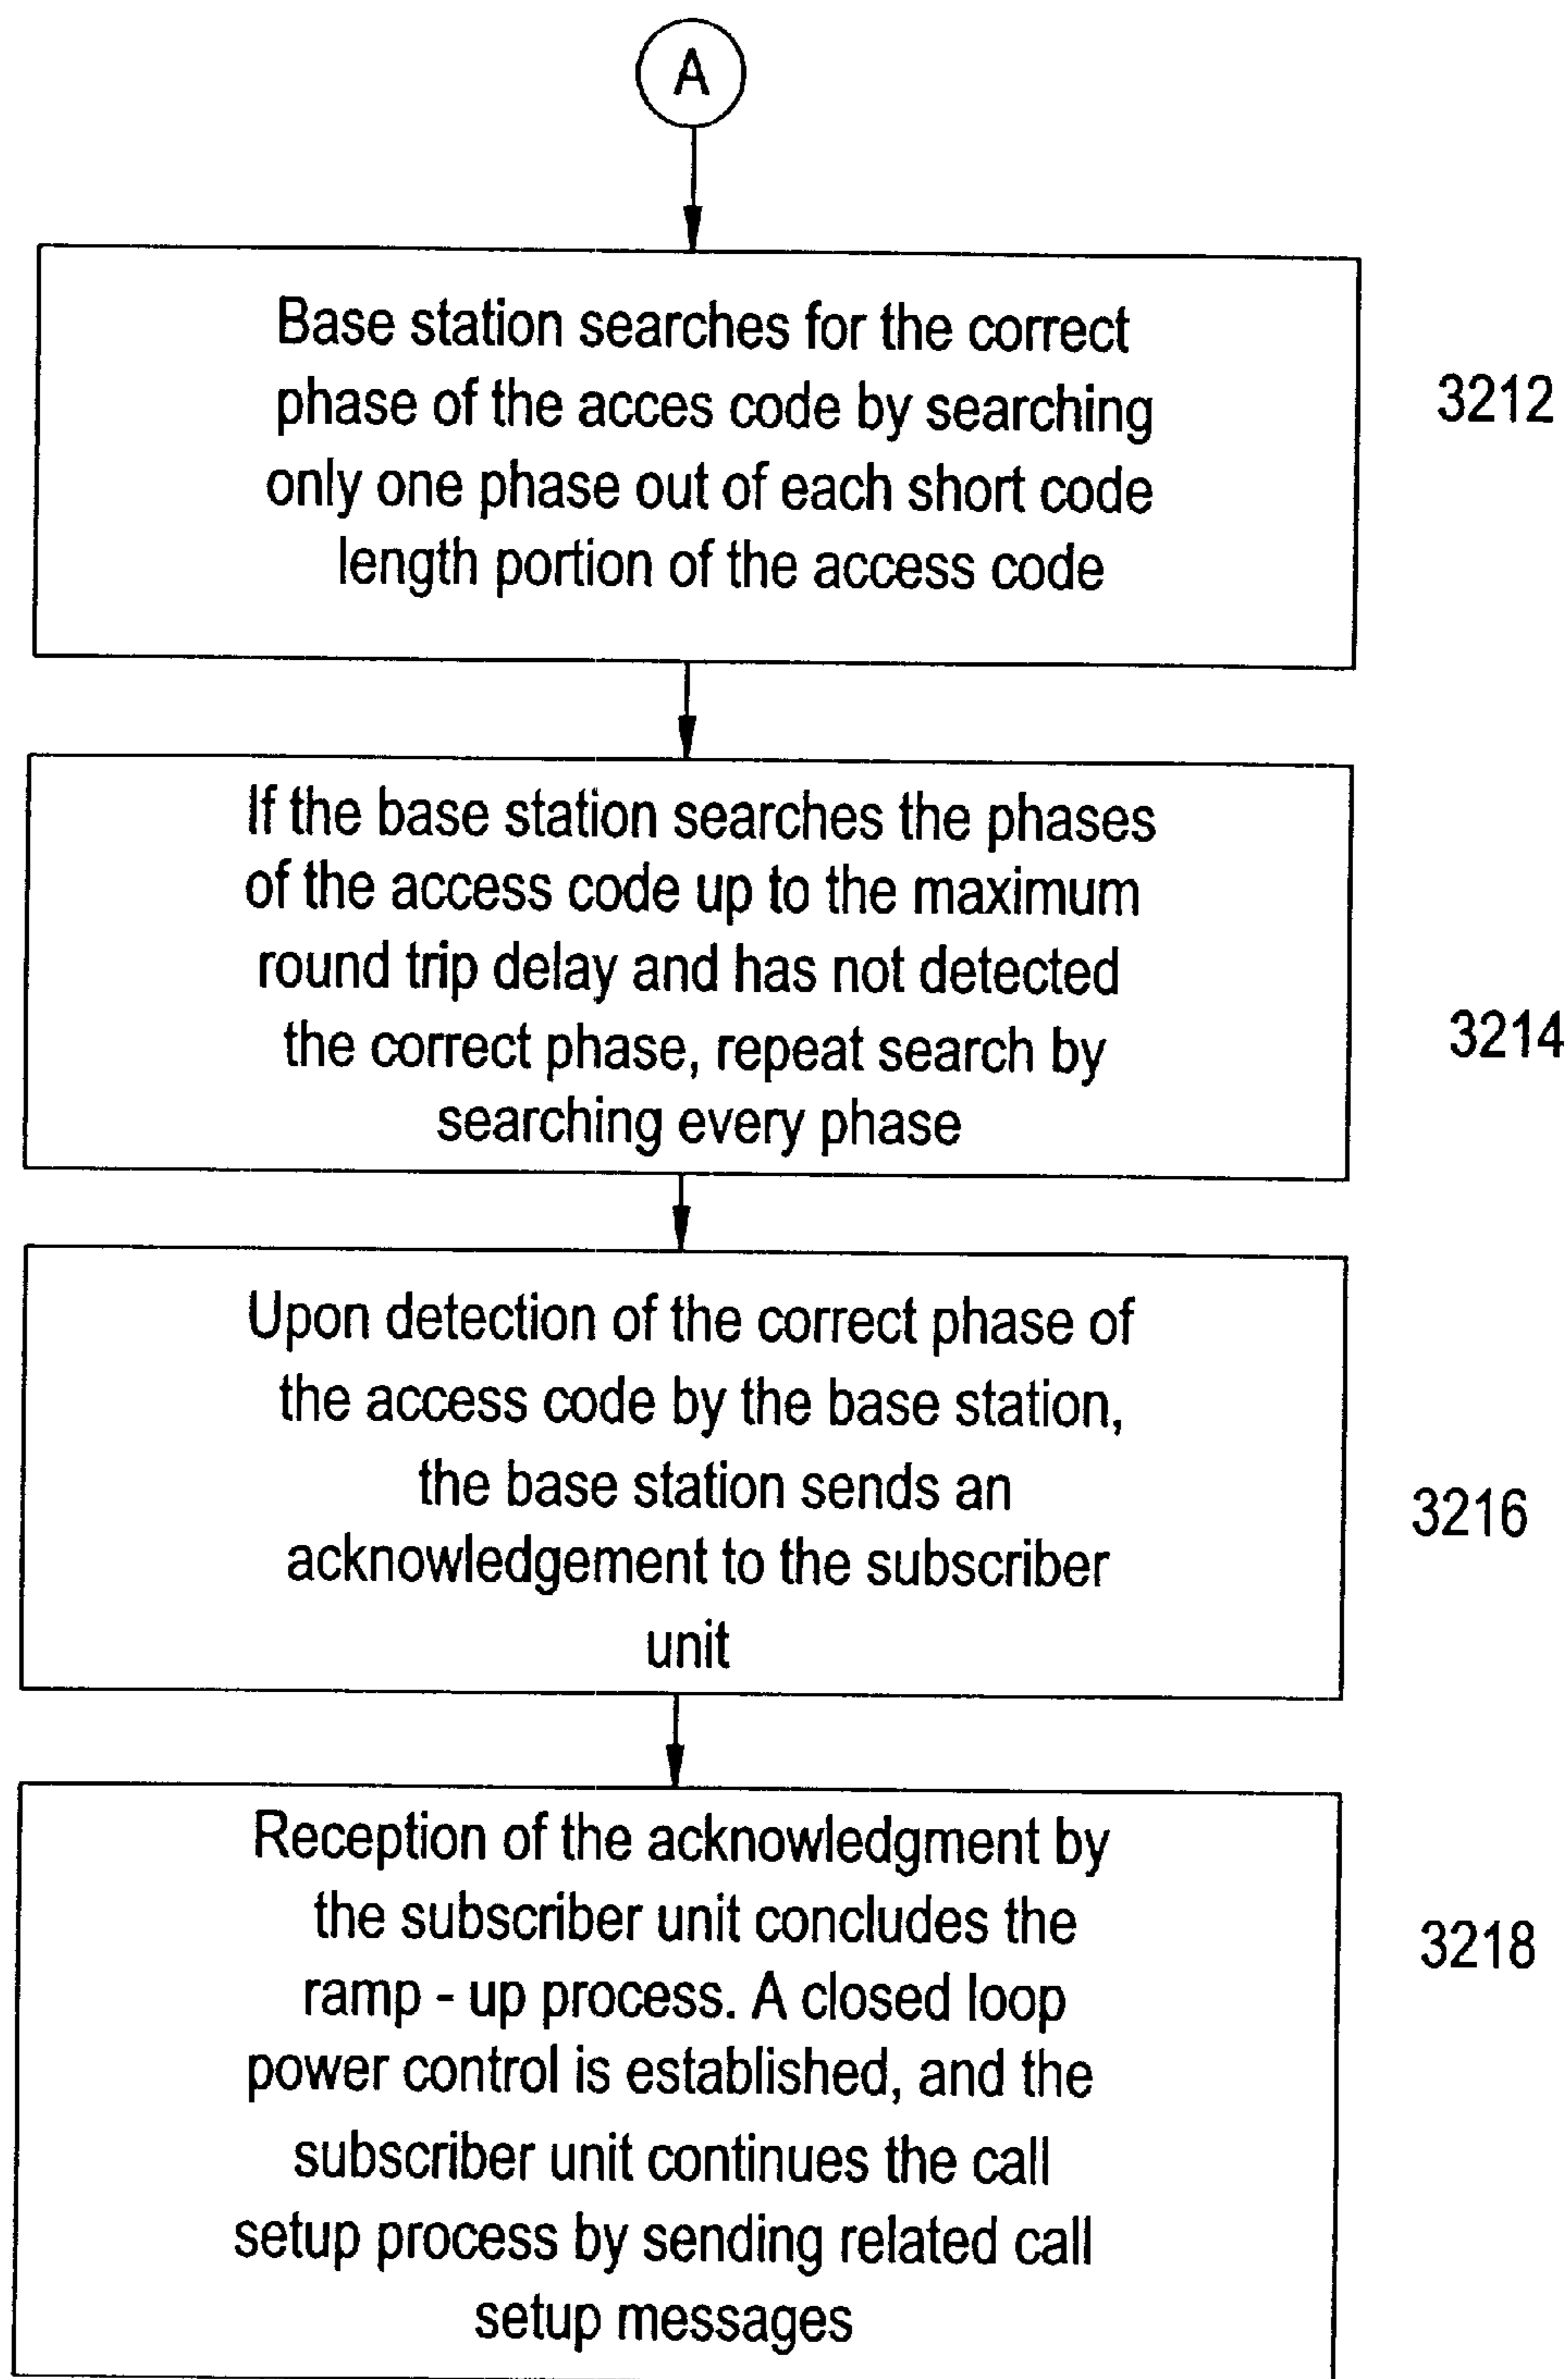 A
Base station searches for the correct
phase of the acces code by searching
only one phase out of each short code
length portion of the access code
3212
If the base station searches the phases
of the access code up to the maximum
round trip delay and has not detected
the correct phase, repeat search by
searching every phase
3214
Upon detection of the correct phase of
the access code by the base station,
the base station sends an
acknowledgement to the subscriber
unit
3216
Reception of the acknowledgment by
the subscriber unit concludes the
ramp - up process. A closed loop
power control is established, and the
subscriber unit continues the call
setup process by sending related call
setup messages
3218